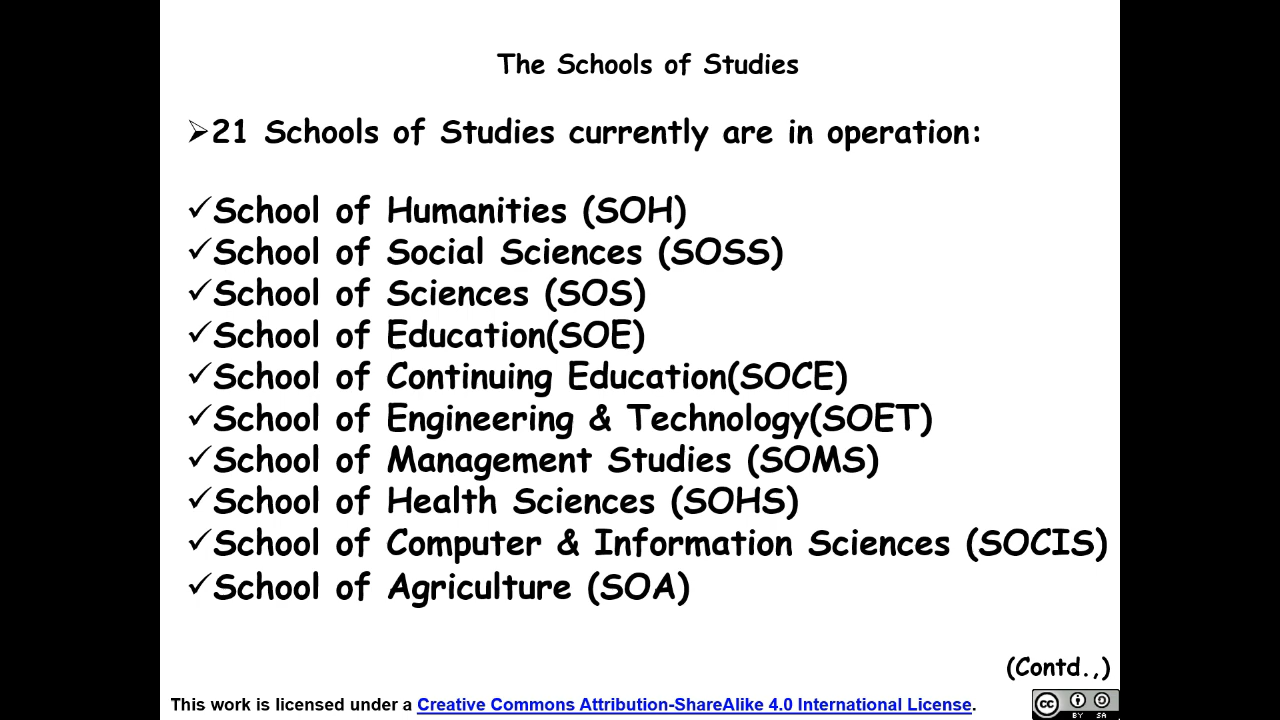 The Schools of Studies
➢21 Schools of Studies currently are in operation:
✓School of Humanities (SOH)
✓School of Social Sciences (SOSS)
✓School of Sciences (SOS)
✓School of Education(SOE)
✓School of Continuing Education(SOCE)
✓School of Engineering & Technology(SOET)
✓School of Management Studies (SOMS)
✓School of Health Sciences (SOHS)
✓School of Computer & Information Sciences (SOCIS)
✓School of Agriculture (SOA)
(Contd.,)
This work is licensed under a Creative Commons Attribution-ShareAlike 4.0 International License.
cc
BY SA